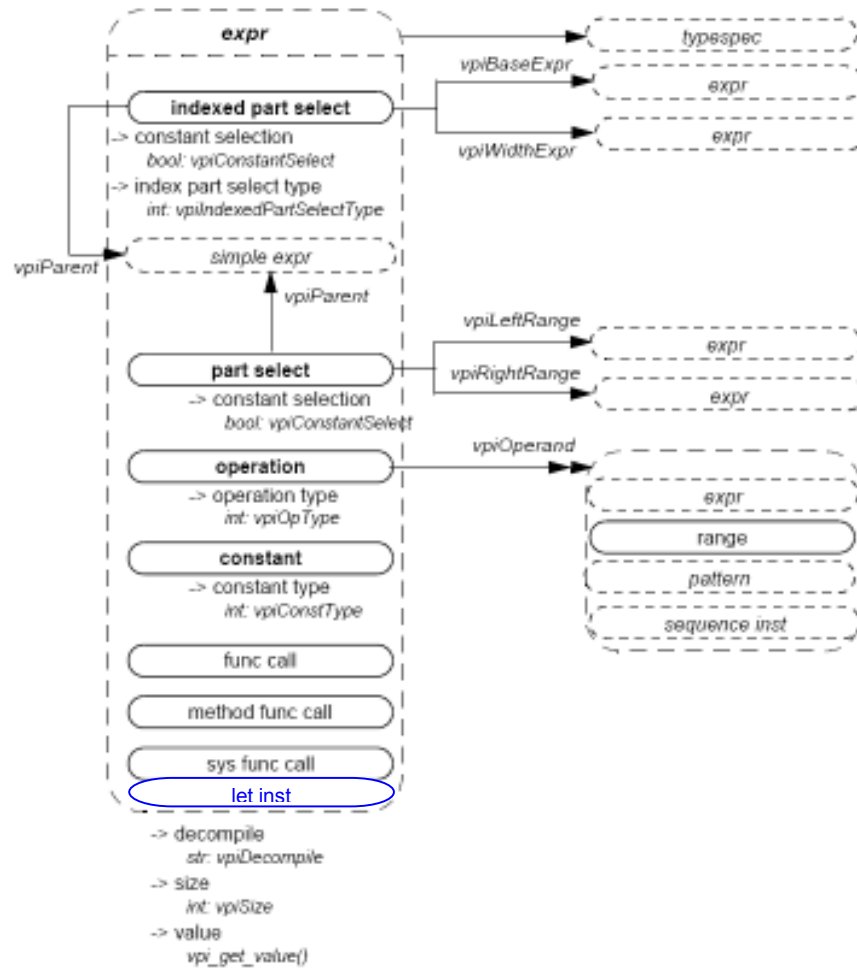 expr
typespec
vpiBaseExpr
expr
indexed part select
expr
vpiWidthExpr
-> constant selection
bool: vpiConstantSelect
-> index part select type
int: vpiIndexedPartSelectType
simple expr
vpiParent
vpiParent
vpiLeftRange
expr
part select
vpiRightRange
expr
-> constant selection
bool: vpiConstantSelect
vpiOperand
operation
-> operation type
int: vpiOpType
expr
range
constant
pattern
-> constant type
int: vpiConstType
sequence inst
func call
method func call
sys func call
let inst
-> decompile
str: vpiDecompile
-> size
int: vpiSize
-> value
vpi_get_value()